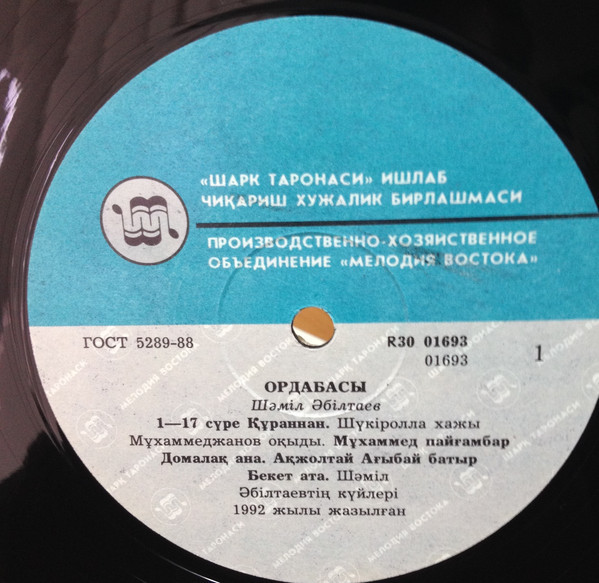 «ШАРК ТАРОНАСИ» ИШЛАБ
ЧИҚАРИШ ХУЖАЛИК БИРЛАШМАСИ
ПРОИЗВОДСТВЕННО-ХОЗЯИСТВЕННОЕ
ОБЪЕДИНЕНИЕ «МЕЛОДИЯ ВОСТОКА»
ГОСТ 5289-88
R30 01693
01693
1
ОРДАБАСЫ
Шәміл Әбілтаев
1—17 сүре Құраннан. Шүкіролла хажы
Мұхаммеджанов оқыды. Мұхаммед пайғамбар
Домалақ ана. Ақжолтай Ағыбай батыр
Бекет ата. Шәміл
Әбілтаевтің күйлері
1992 жылы жазылған